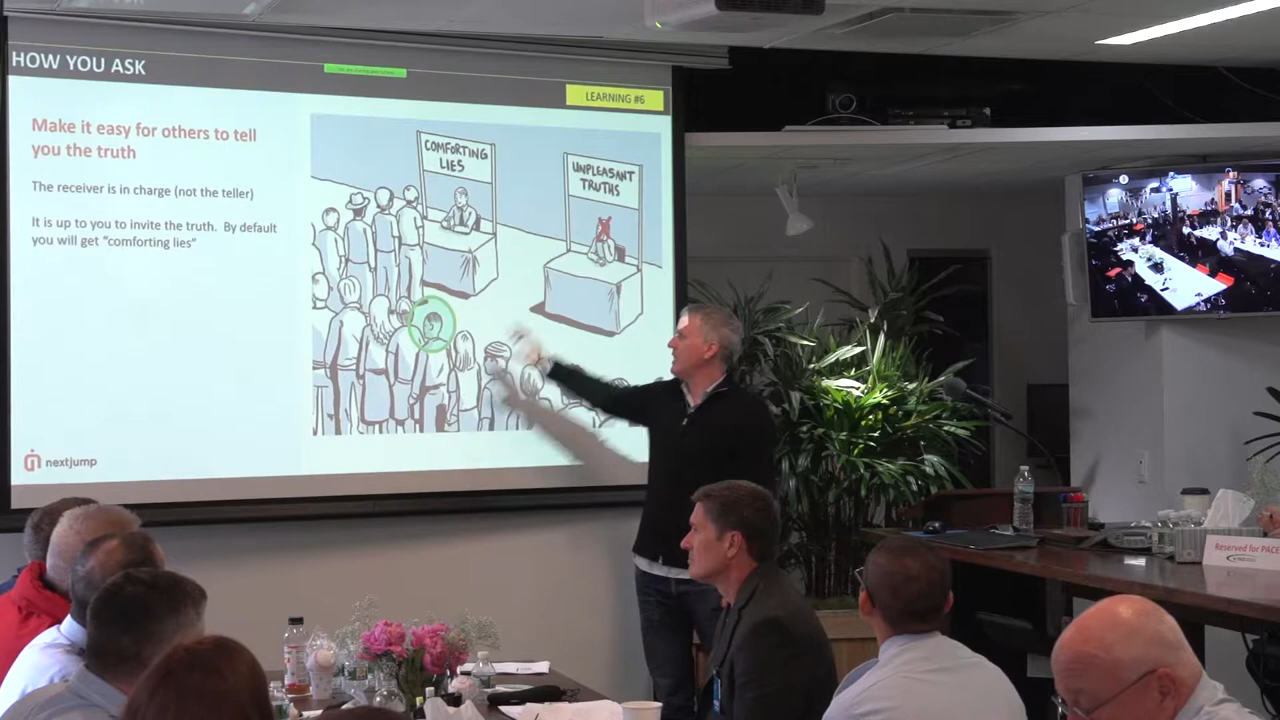 HOW YOU ASK
LEARNING #6
Make it easy for others to tell
you the truth
The receiver is in charge (not the teller)
It is up to you to invite the truth. By default
you will get "comforting lies"
COMFORTING
LIES
UNPLEASANT
TRUTHS
nextjump
Reserved for PACE